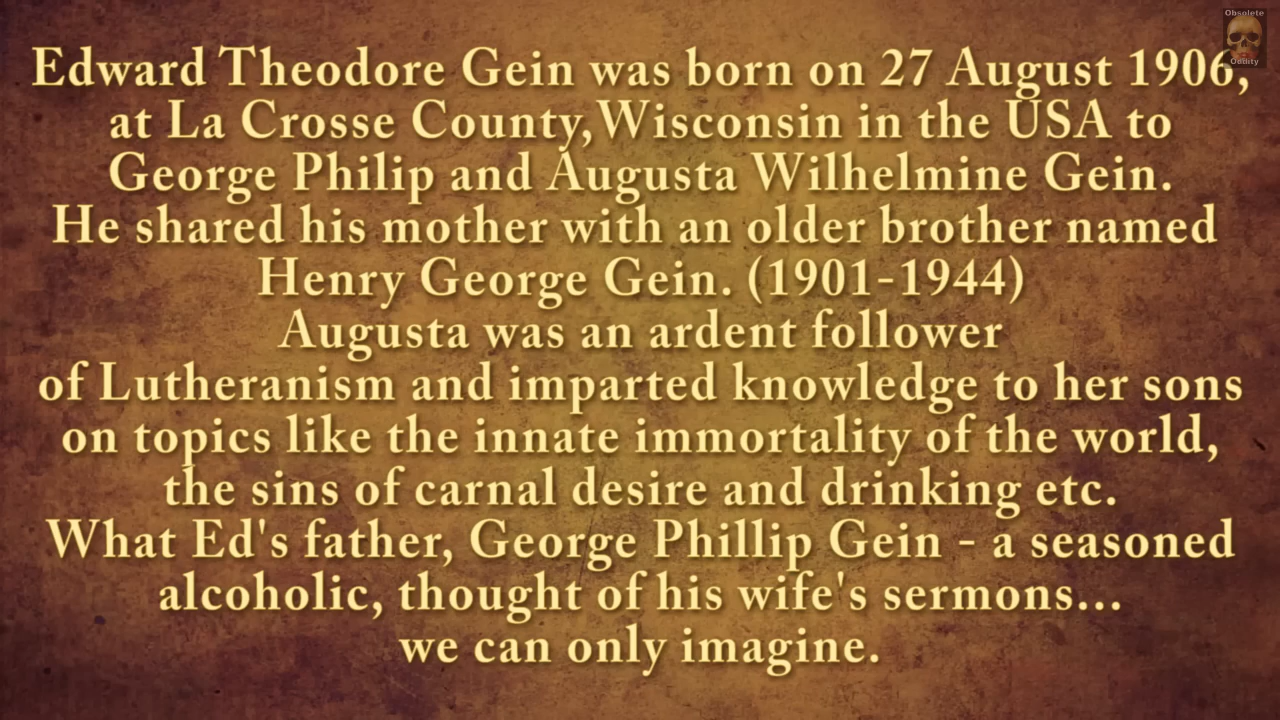 Obsolete
Oddity
Edward Theodore Gein was born on 27 August 1906,
at La Crosse County,Wisconsin in the USA to
George Philip and Augusta Wilhelmine Gein.
He shared his mother with an older brother named
Henry George Gein. (1901-1944)
Augusta was an ardent follower
of Lutheranism and imparted knowledge to her sons
on topics like the innate immortality of the world,
the sins of carnal desire and drinking etc.
What Ed's father, George Phillip Gein - a seasoned
alcoholic, thought of his wife's sermons...
we can only imagine.